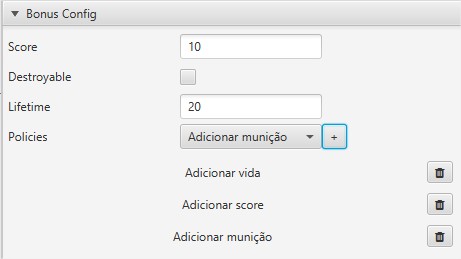 Bonus Config
Score 10
Destroyable
Lifetime 20
Policies Adicionar munição +
Adicionar vida
Adicionar score
Adicionar munição